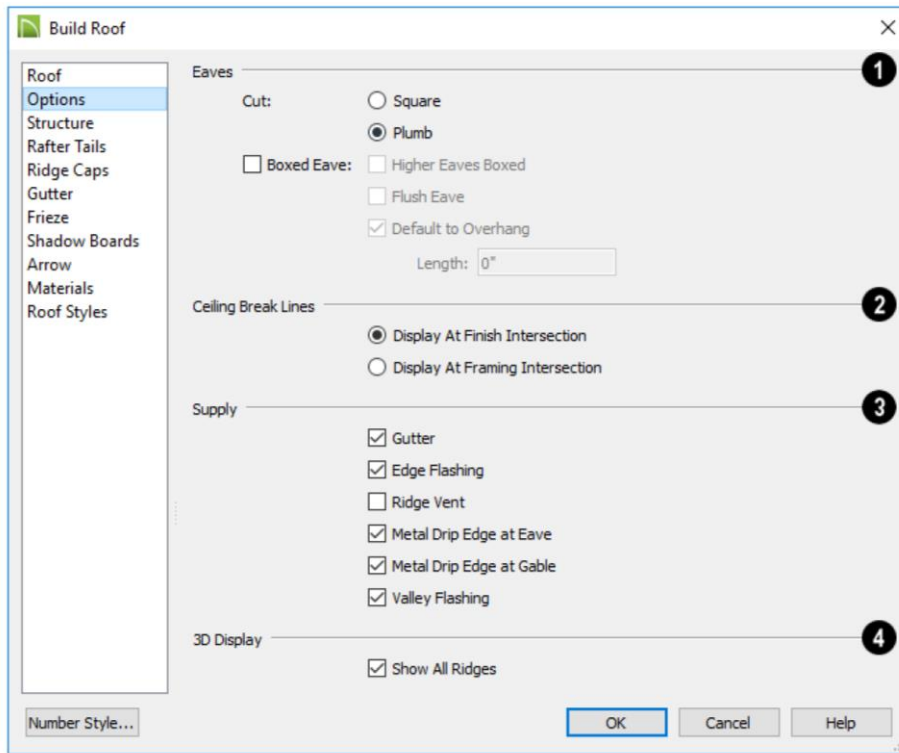 Build Roof
Roof
Options
Structure
Rafter Tails
Ridge Caps
Gutter
Frieze
Shadow Boards
Arrow
Materials
Roof Styles
Number Style...
Eaves 1
Cut: Square
Plumb
Boxed Eave: Higher Eaves Boxed
Flush Eave
Default to Overhang
Length: 0"
Ceiling Break Lines 2
Display At Finish Intersection
Display At Framing Intersection
Supply 3
Gutter
Edge Flashing
Ridge Vent
Metal Drip Edge at Eave
Metal Drip Edge at Gable
Valley Flashing
3D Display 4
Show All Ridges
OK Cancel Help